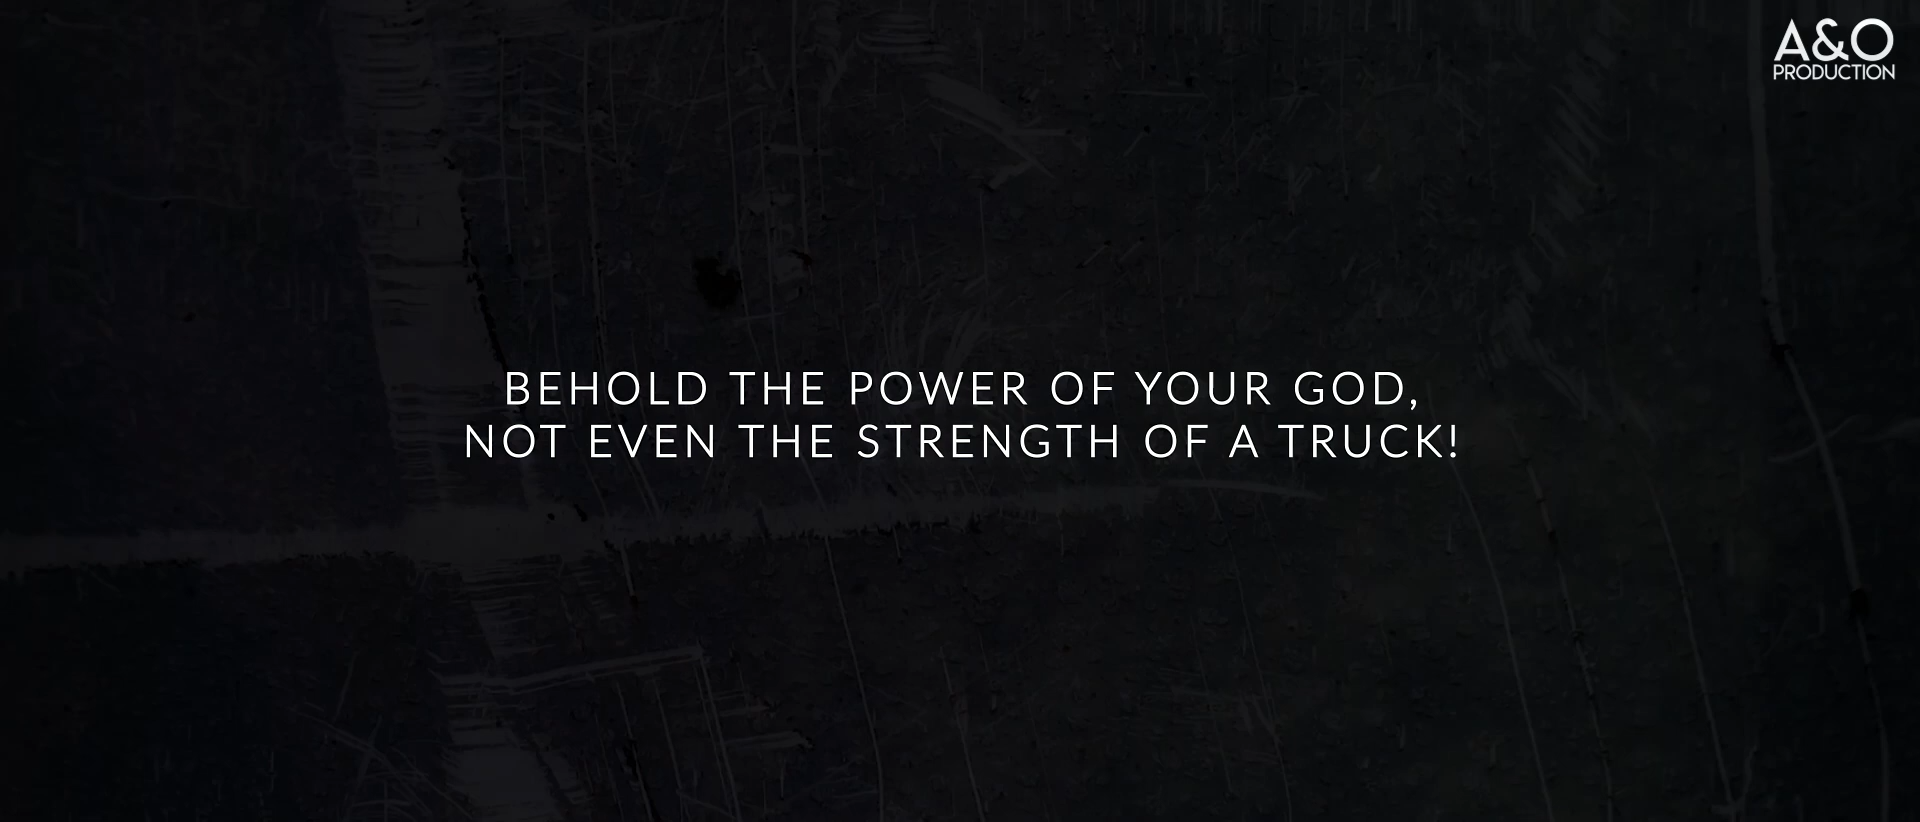 A&O
PRODUCTION
BEHOLD THE POWER OF YOUR GOD,
NOT EVEN THE STRENGTH OF A TRUCK!